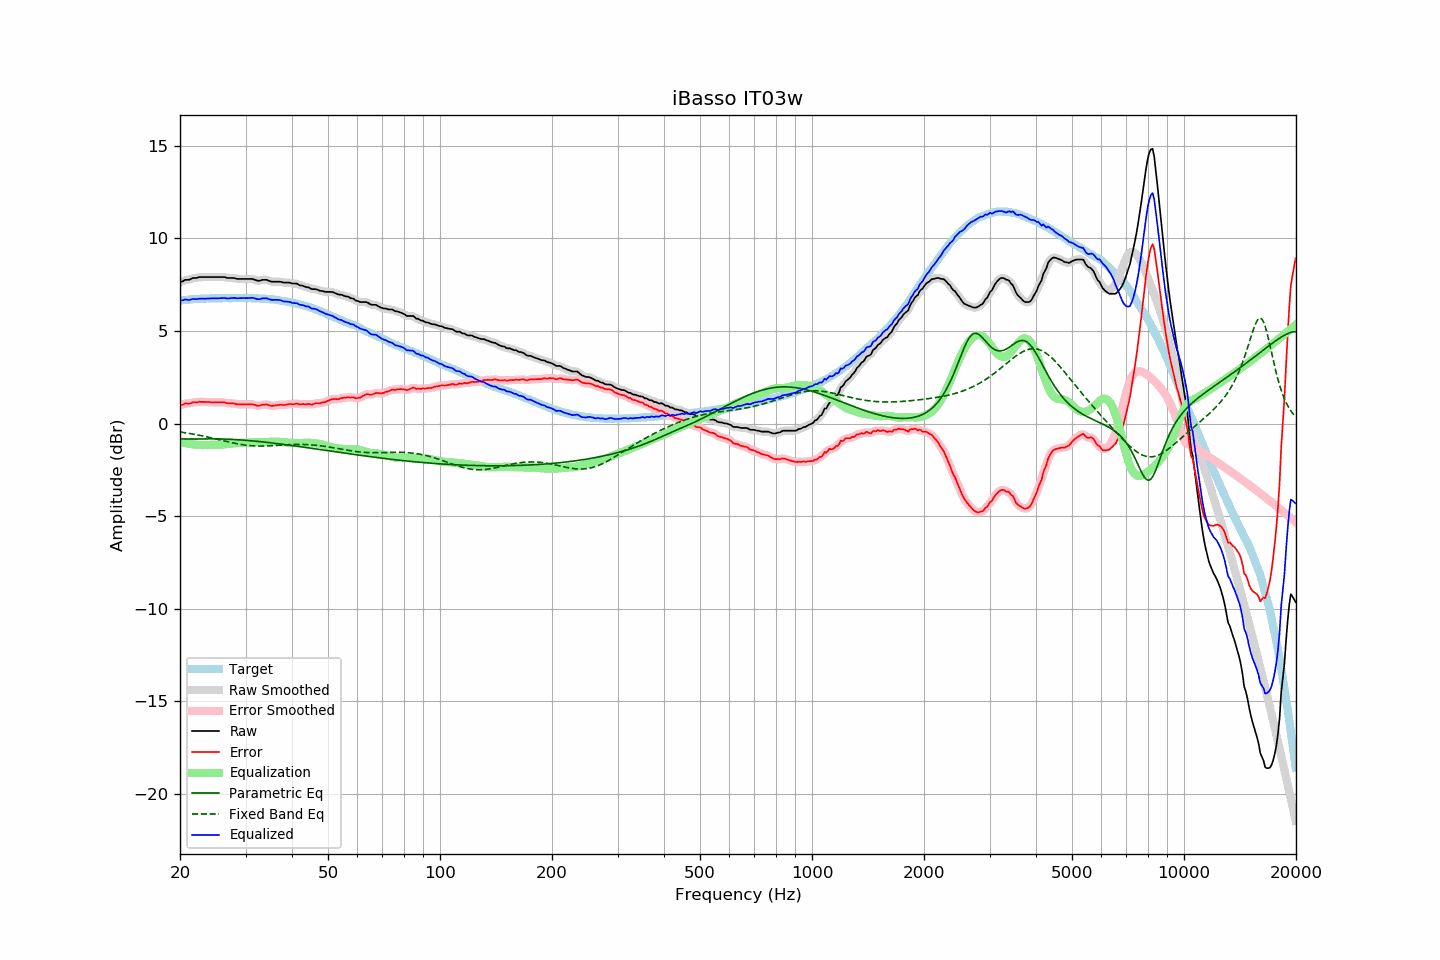 iBasso IT03w
15
10
5
0
−5
−10
−15
−20
Amplitude (dBr)
Target
Raw Smoothed
Error Smoothed
Raw
Error
Equalization
Parametric Eq
Fixed Band Eq
Equalized
20 50 100 200 500 1000 2000 5000 10000 20000
Frequency (Hz)